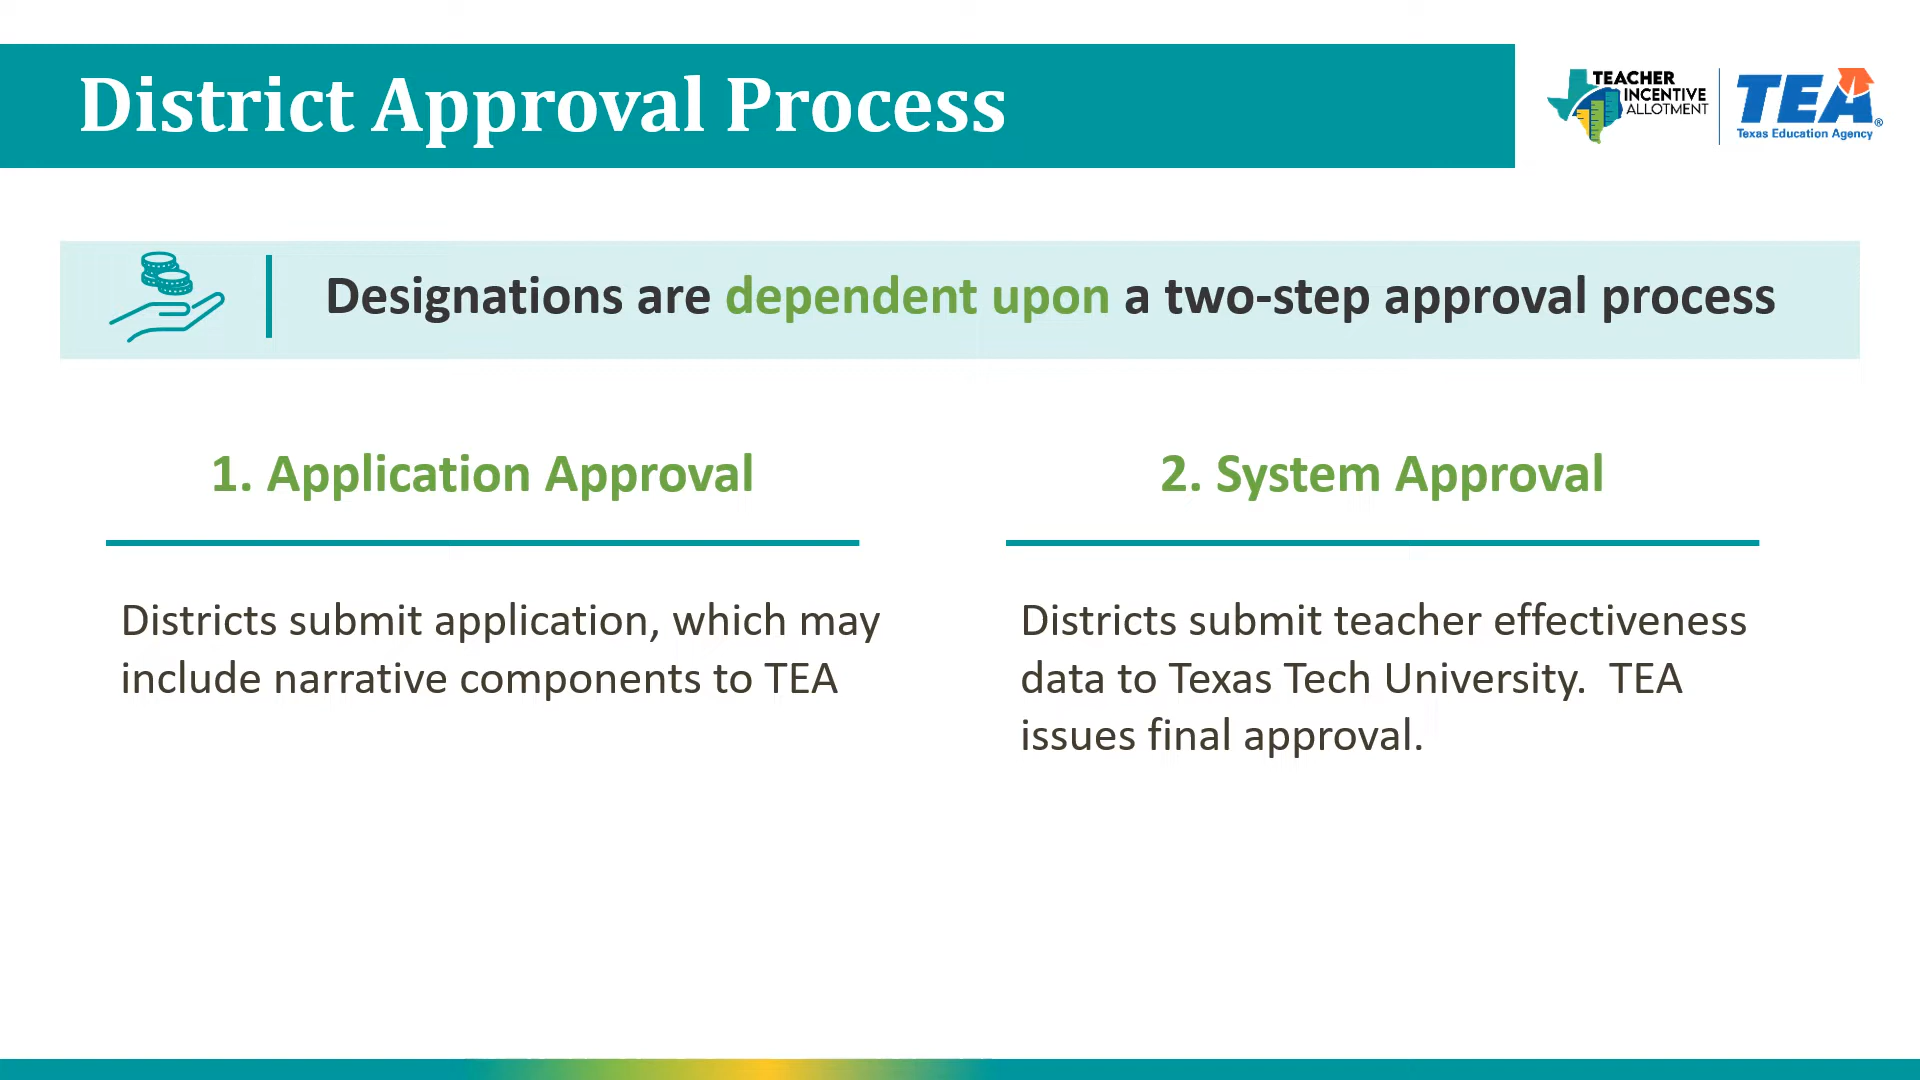 District Approval Process
TEACHER
INCENTIVE
ALLOTMENT
TEA
Texas Education Agency
®
Designations are dependent upon a two-step approval process
1. Application Approval
Districts submit application, which may
include narrative components to TEA
2. System Approval
Districts submit teacher effectiveness
data to Texas Tech University.  TEA
issues final approval.